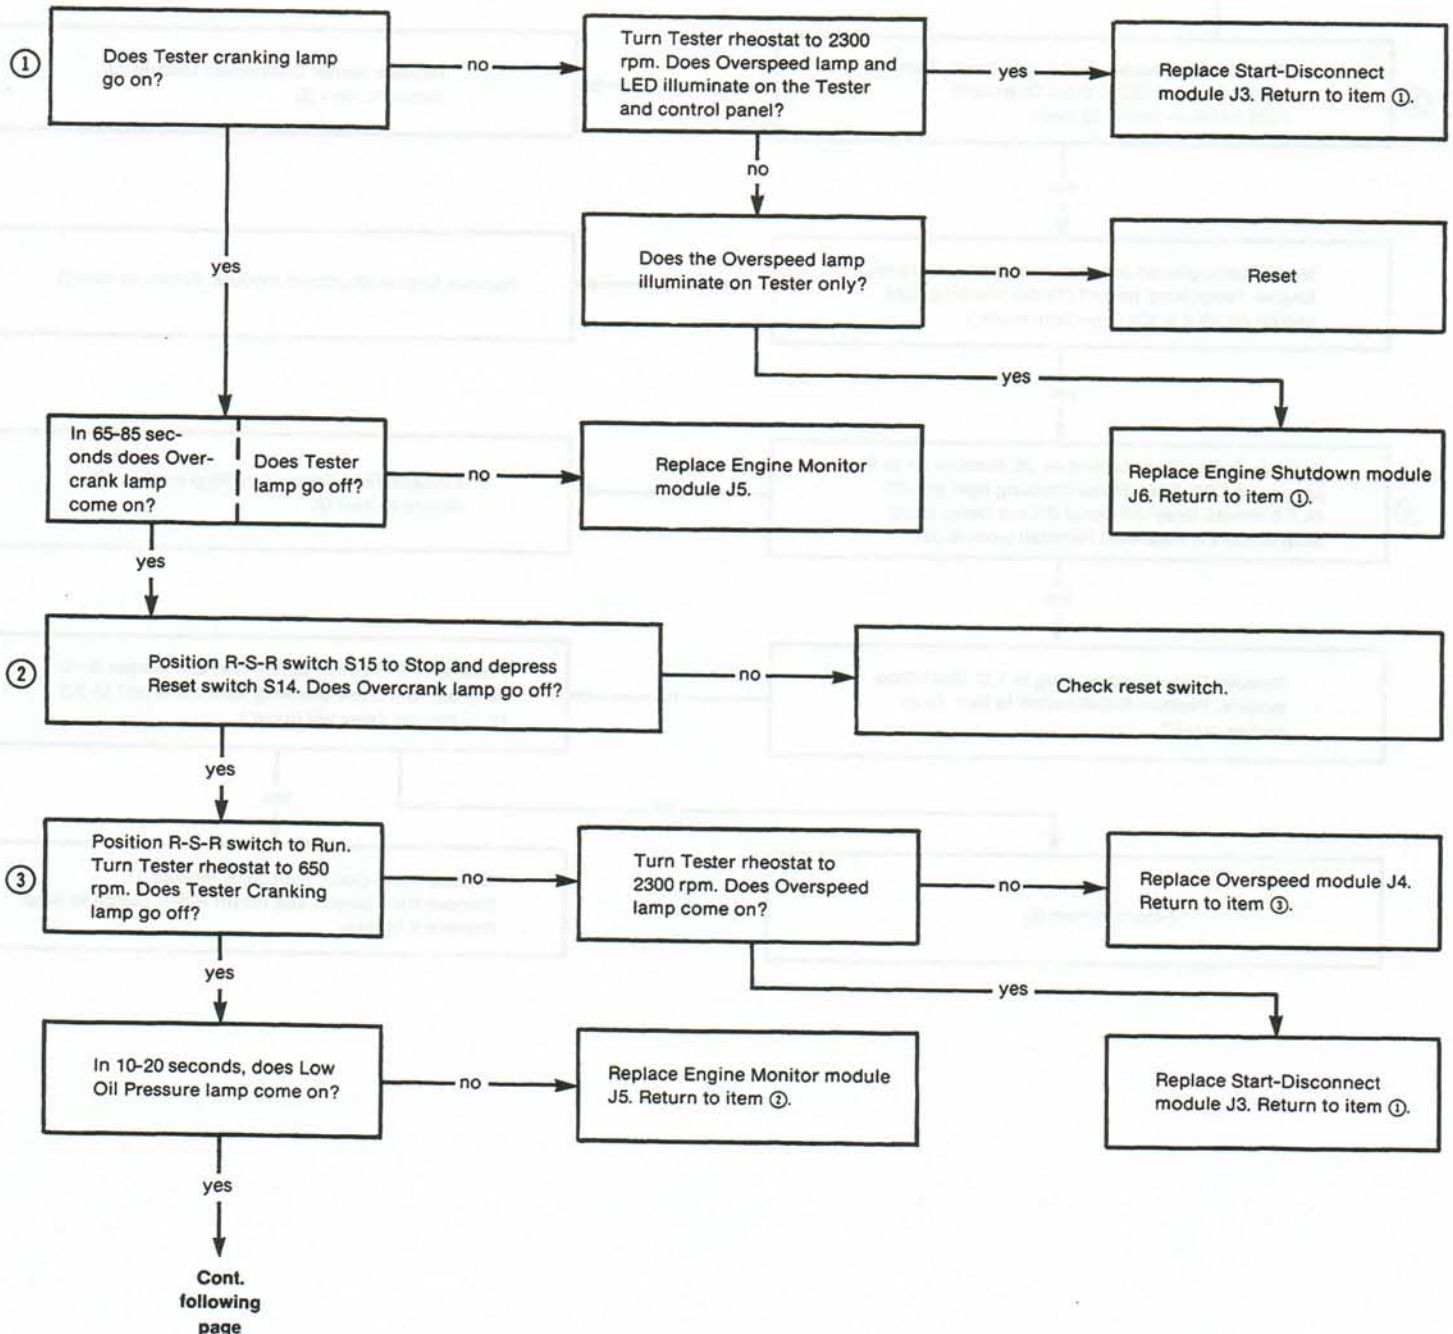 ①
Does Tester cranking lamp
go on?
no
Turn Tester rheostat to 2300
rpm. Does Overspeed lamp and
LED illuminate on the Tester
and control panel?
yes
Replace Start-Disconnect
module J3. Return to item ①.
no
yes
Does the Overspeed lamp
illuminate on Tester only?
no
Reset
yes
In 65-85 sec-
onds does Over-
crank lamp
come on?
Does Tester
lamp go off?
no
Replace Engine Monitor
module J5.
Replace Engine Shutdown module
J6. Return to item ①.
yes
②
Position R-S-R switch S15 to Stop and depress
Reset switch S14. Does Overcrank lamp go off?
no
Check reset switch.
yes
③
Position R-S-R switch to Run.
Turn Tester rheostat to 650
rpm. Does Tester Cranking
lamp go off?
no
Turn Tester rheostat to
2300 rpm. Does Overspeed
lamp come on?
no
Replace Overspeed module J4.
Return to item ③.
yes
yes
In 10-20 seconds, does Low
Oil Pressure lamp come on?
no
Replace Engine Monitor module
J5. Return to item ②.
Replace Start-Disconnect
module J3. Return to item ①.
yes
Cont.
following
page